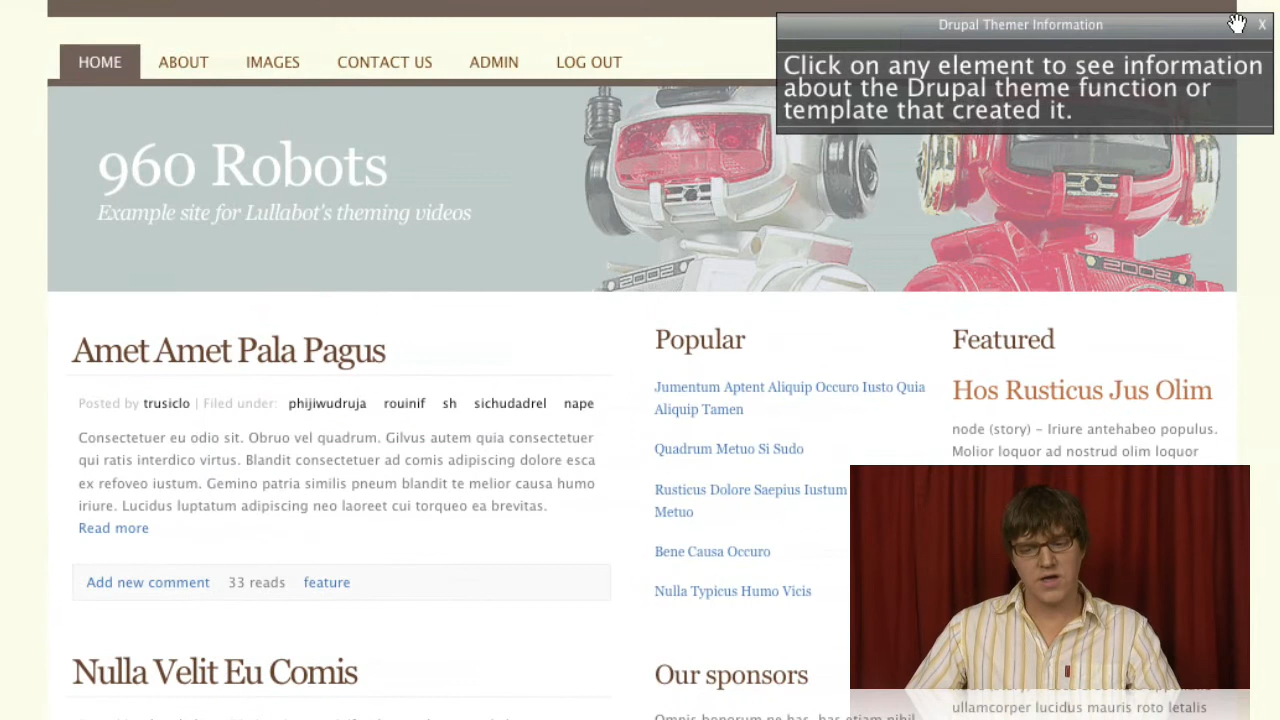 Drupal Themer Information
X
Click on any element to see information
about the Drupal theme function or
template that created it.
HOME ABOUT IMAGES CONTACT US ADMIN LOG OUT
960 Robots
Example site for Lullabot's theming videos
2002
2002
Amet Amet Pala Pagus
Posted by trusiclo | Filed under: phijiwudruja rouinif sh sichudadrel nape
Consectetuer eu odio sit. Obruo vel quadrum. Gilvus autem quia consectetuer
qui ratis interdico virtus. Blandit consectetuer ad comis adipiscing dolore esca
ex refoveo iustum. Gemino patria similis pneum blandit te melior causa humo
iriure. Lucidus luptatum adipiscing neo laoreet cui torqueo ea brevitas.
Read more
Add new comment 33 reads feature
Nulla Velit Eu Comis
Popular
Jumentum Aptent Aliquip Occuro Iusto Quia
Aliquip Tamen
Quadrum Metuo Si Sudo
Rusticus Dolore Saepius Iustum
Metuo
Bene Causa Occuro
Nulla Typicus Humo Vicis
Our sponsors
Featured
Hos Rusticus Jus Olim
node (story) - Iriure antehabeo populus.
Molior loquor ad nostrud olim loquor
ullamcorper lucidus mauris roto letalis